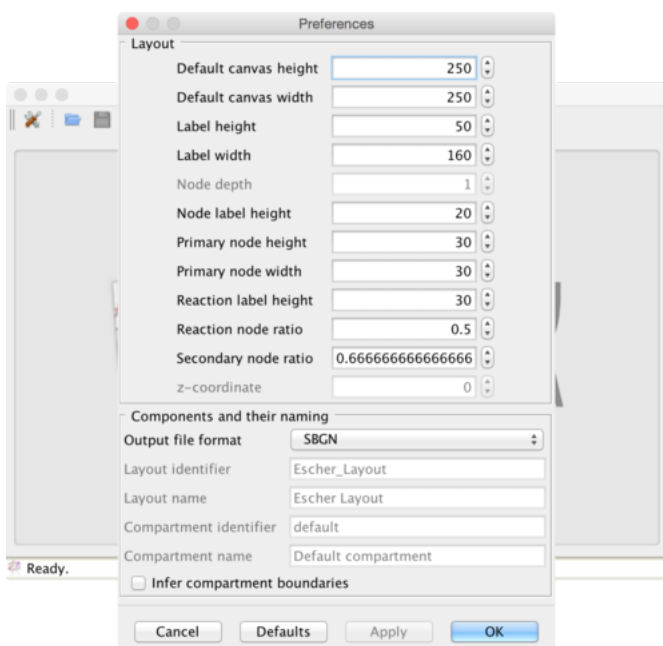 Preferences
Layout
Default canvas height 250
Default canvas width 250
Label height 50
Label width 160
Node depth 1
Node label height 20
Primary node height 30
Primary node width 30
Reaction label height 30
Reaction node ratio 0.5
Secondary node ratio 0.666666666666666
z-coordinate 0
Components and their naming
Output file format SBGN
Layout identifier Escher_Layout
Layout name Escher Layout
Compartment identifier default
Compartment name Default compartment
Ready.
Infer compartment boundaries
Cancel Defaults Apply OK